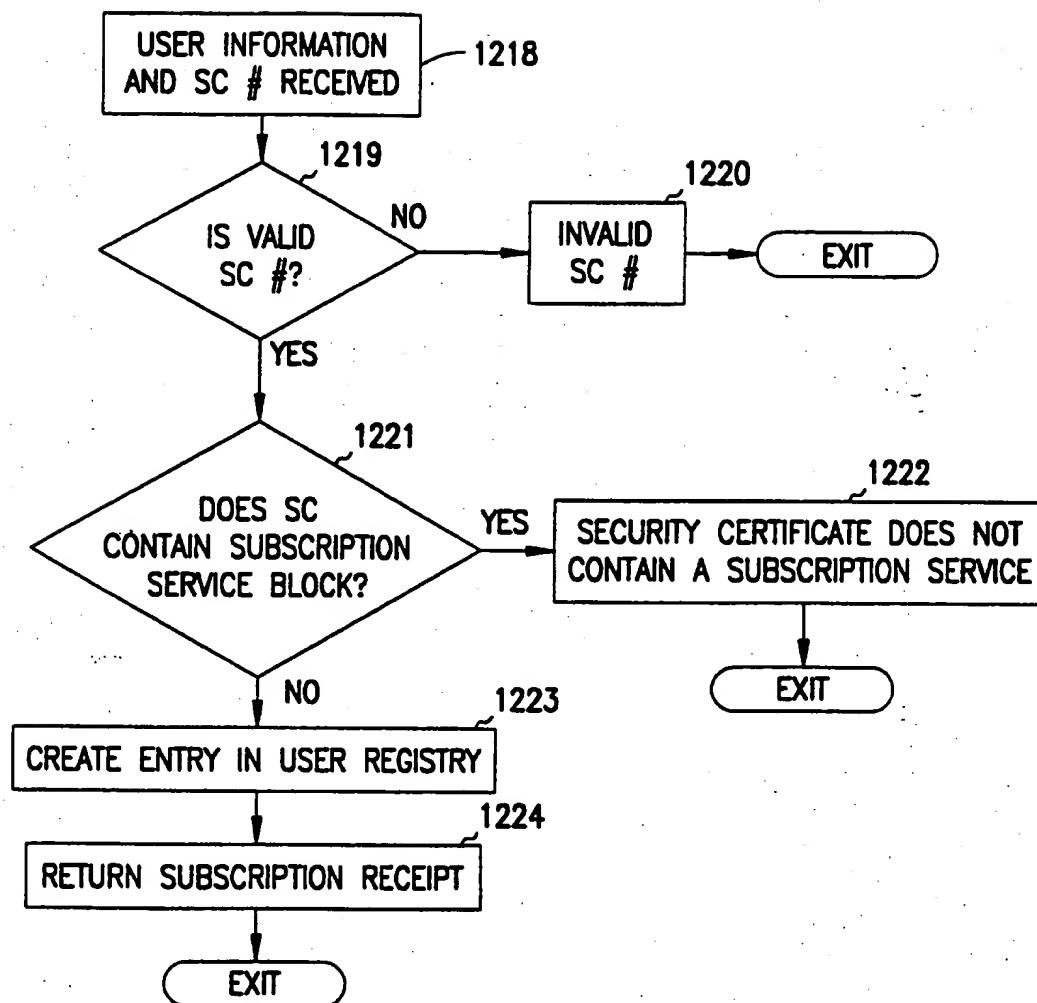 USER INFORMATION
AND SC # RECEIVED
1218
1219
IS VALID
SC #?
NO
1220
INVALID
SC #
EXIT
YES
1221
DOES SC
CONTAIN SUBSCRIPTION
SERVICE BLOCK?
YES
1222
SECURITY CERTIFICATE DOES NOT
CONTAIN A SUBSCRIPTION SERVICE
EXIT
NO
1223
CREATE ENTRY IN USER REGISTRY
1224
RETURN SUBSCRIPTION RECEIPT
EXIT